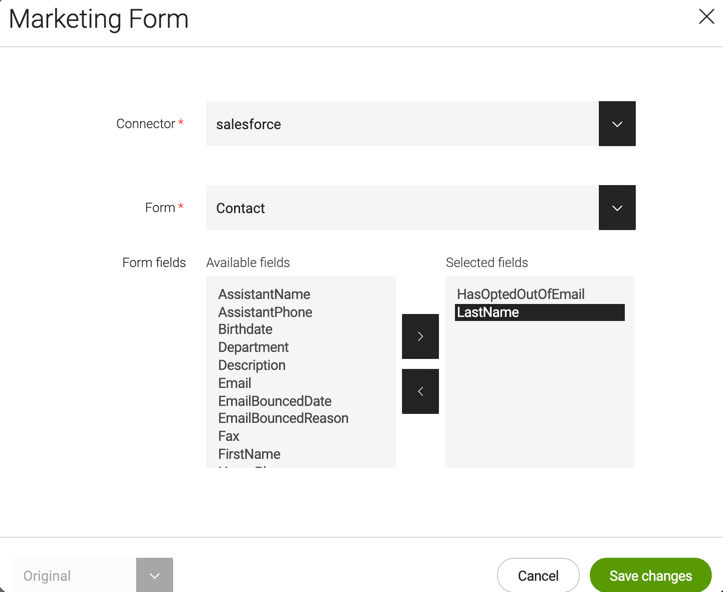 Marketing Form
Connector *
salesforce
Form *
Contact
Form fields
Available fields
Selected fields
AssistantName
AssistantPhone
Birthdate
Department
Description
Email
EmailBouncedDate
EmailBouncedReason
Fax
FirstName
HasOptedOutOfEmail
LastName
Original
Cancel
Save changes